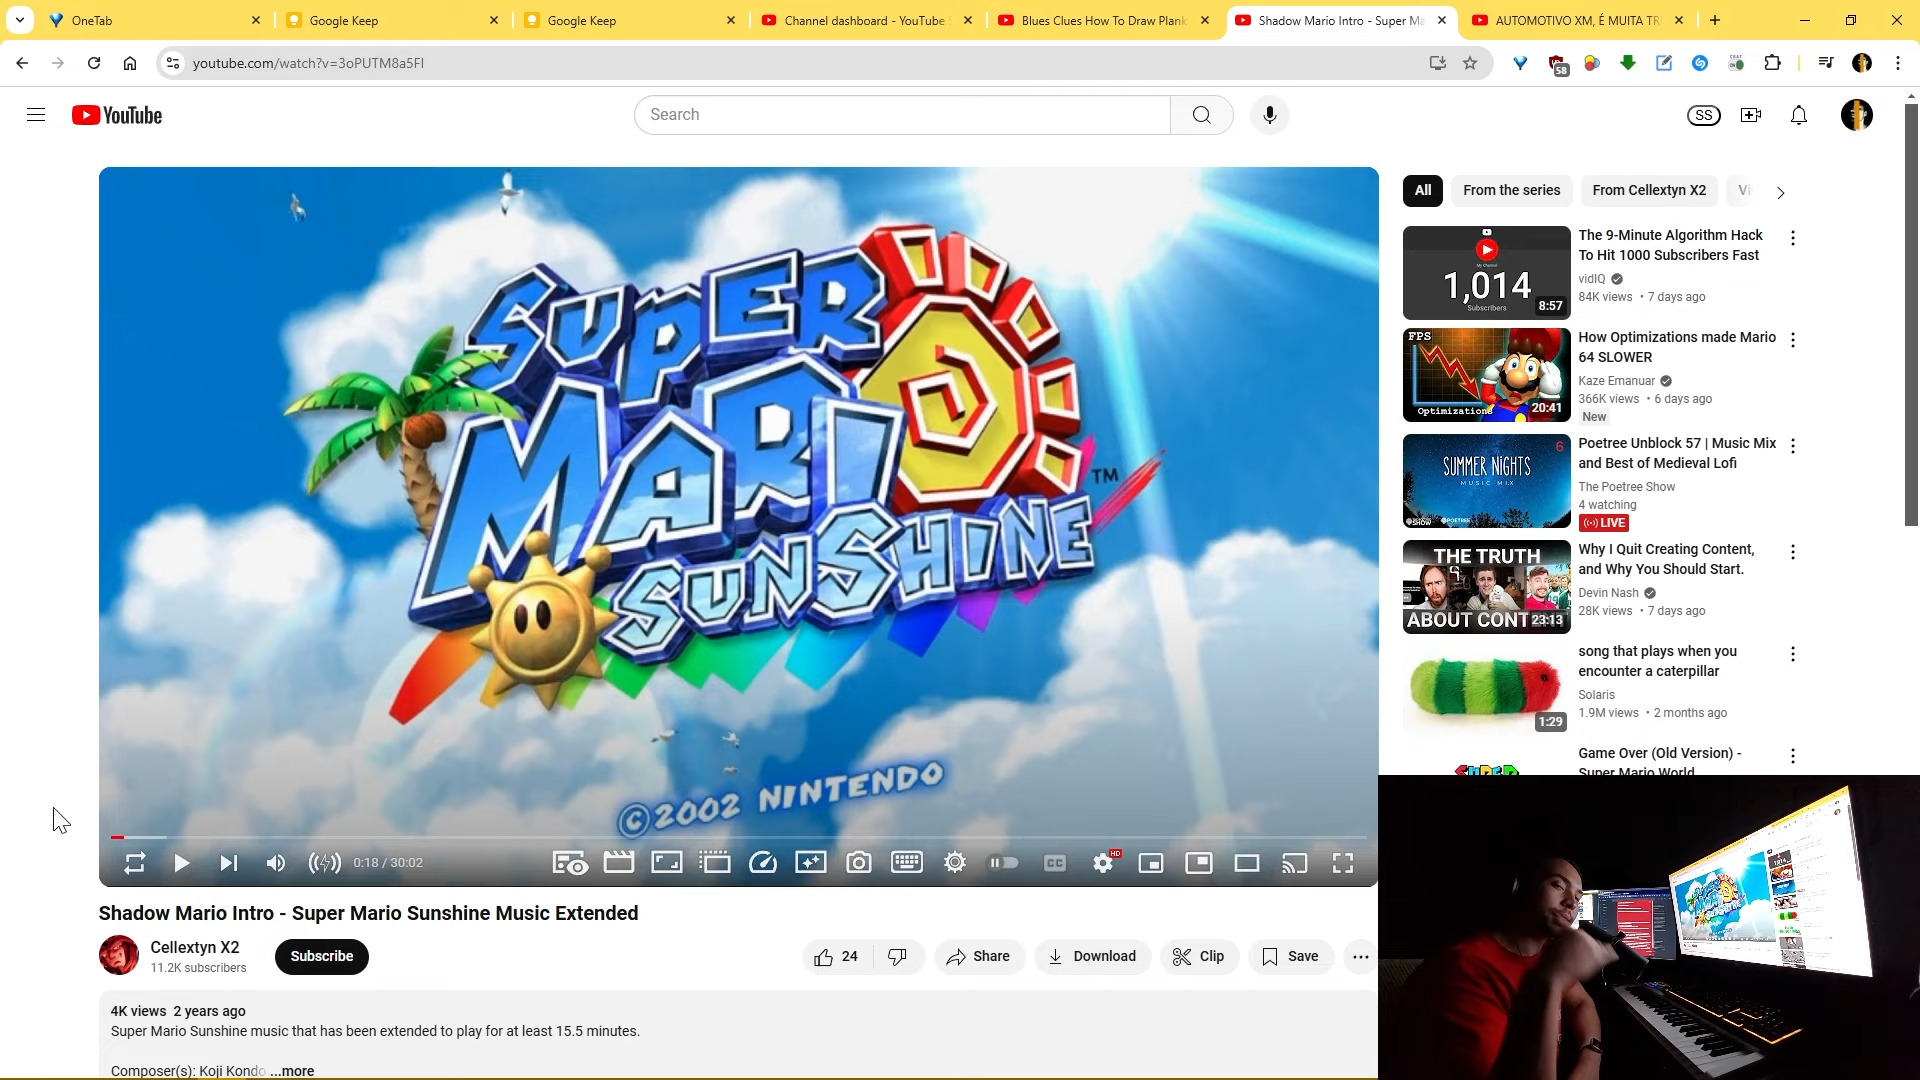 OneTab
Google Keep
Google Keep
Channel dashboard - YouTube S
Blues Clues How To Draw Plank
Shadow Mario Intro - Super Ma
AUTOMOTIVO XM, É MUITA TR
youtube.com/watch?v=3oPUTM8a5FI
58
YouTube
Search
SS
SUPER
MARIO
SUNSHINE
TM
©2002 NINTENDO
0:18 / 30:02
CC
HD
All
From the series
From Cellextyn X2
Vi
1,014
Subscribers
8:57
The 9-Minute Algorithm Hack
To Hit 1000 Subscribers Fast
vidIQ
84K views • 7 days ago
FPS
Optimizations
20:41
How Optimizations made Mario
64 SLOWER
Kaze Emanuar
366K views • 6 days ago
New
6
SUMMER NIGHTS
MUSIC MIX
Poetree Unblock 57 | Music Mix
and Best of Medieval Lofi
The Poetree Show
4 watching
LIVE
THE TRUTH
ABOUT CONT
23:13
Why I Quit Creating Content,
and Why You Should Start.
Devin Nash
28K views • 7 days ago
1:29
song that plays when you
encounter a caterpillar
Solaris
1.9M views • 2 months ago
Game Over (Old Version) -
Super Mario World
Shadow Mario Intro - Super Mario Sunshine Music Extended
Cellextyn X2
11.2K subscribers
Subscribe
24
Share
Download
Clip
Save
4K views 2 years ago
Super Mario Sunshine music that has been extended to play for at least 15.5 minutes.
Composer(s): Koji Kondo ...more